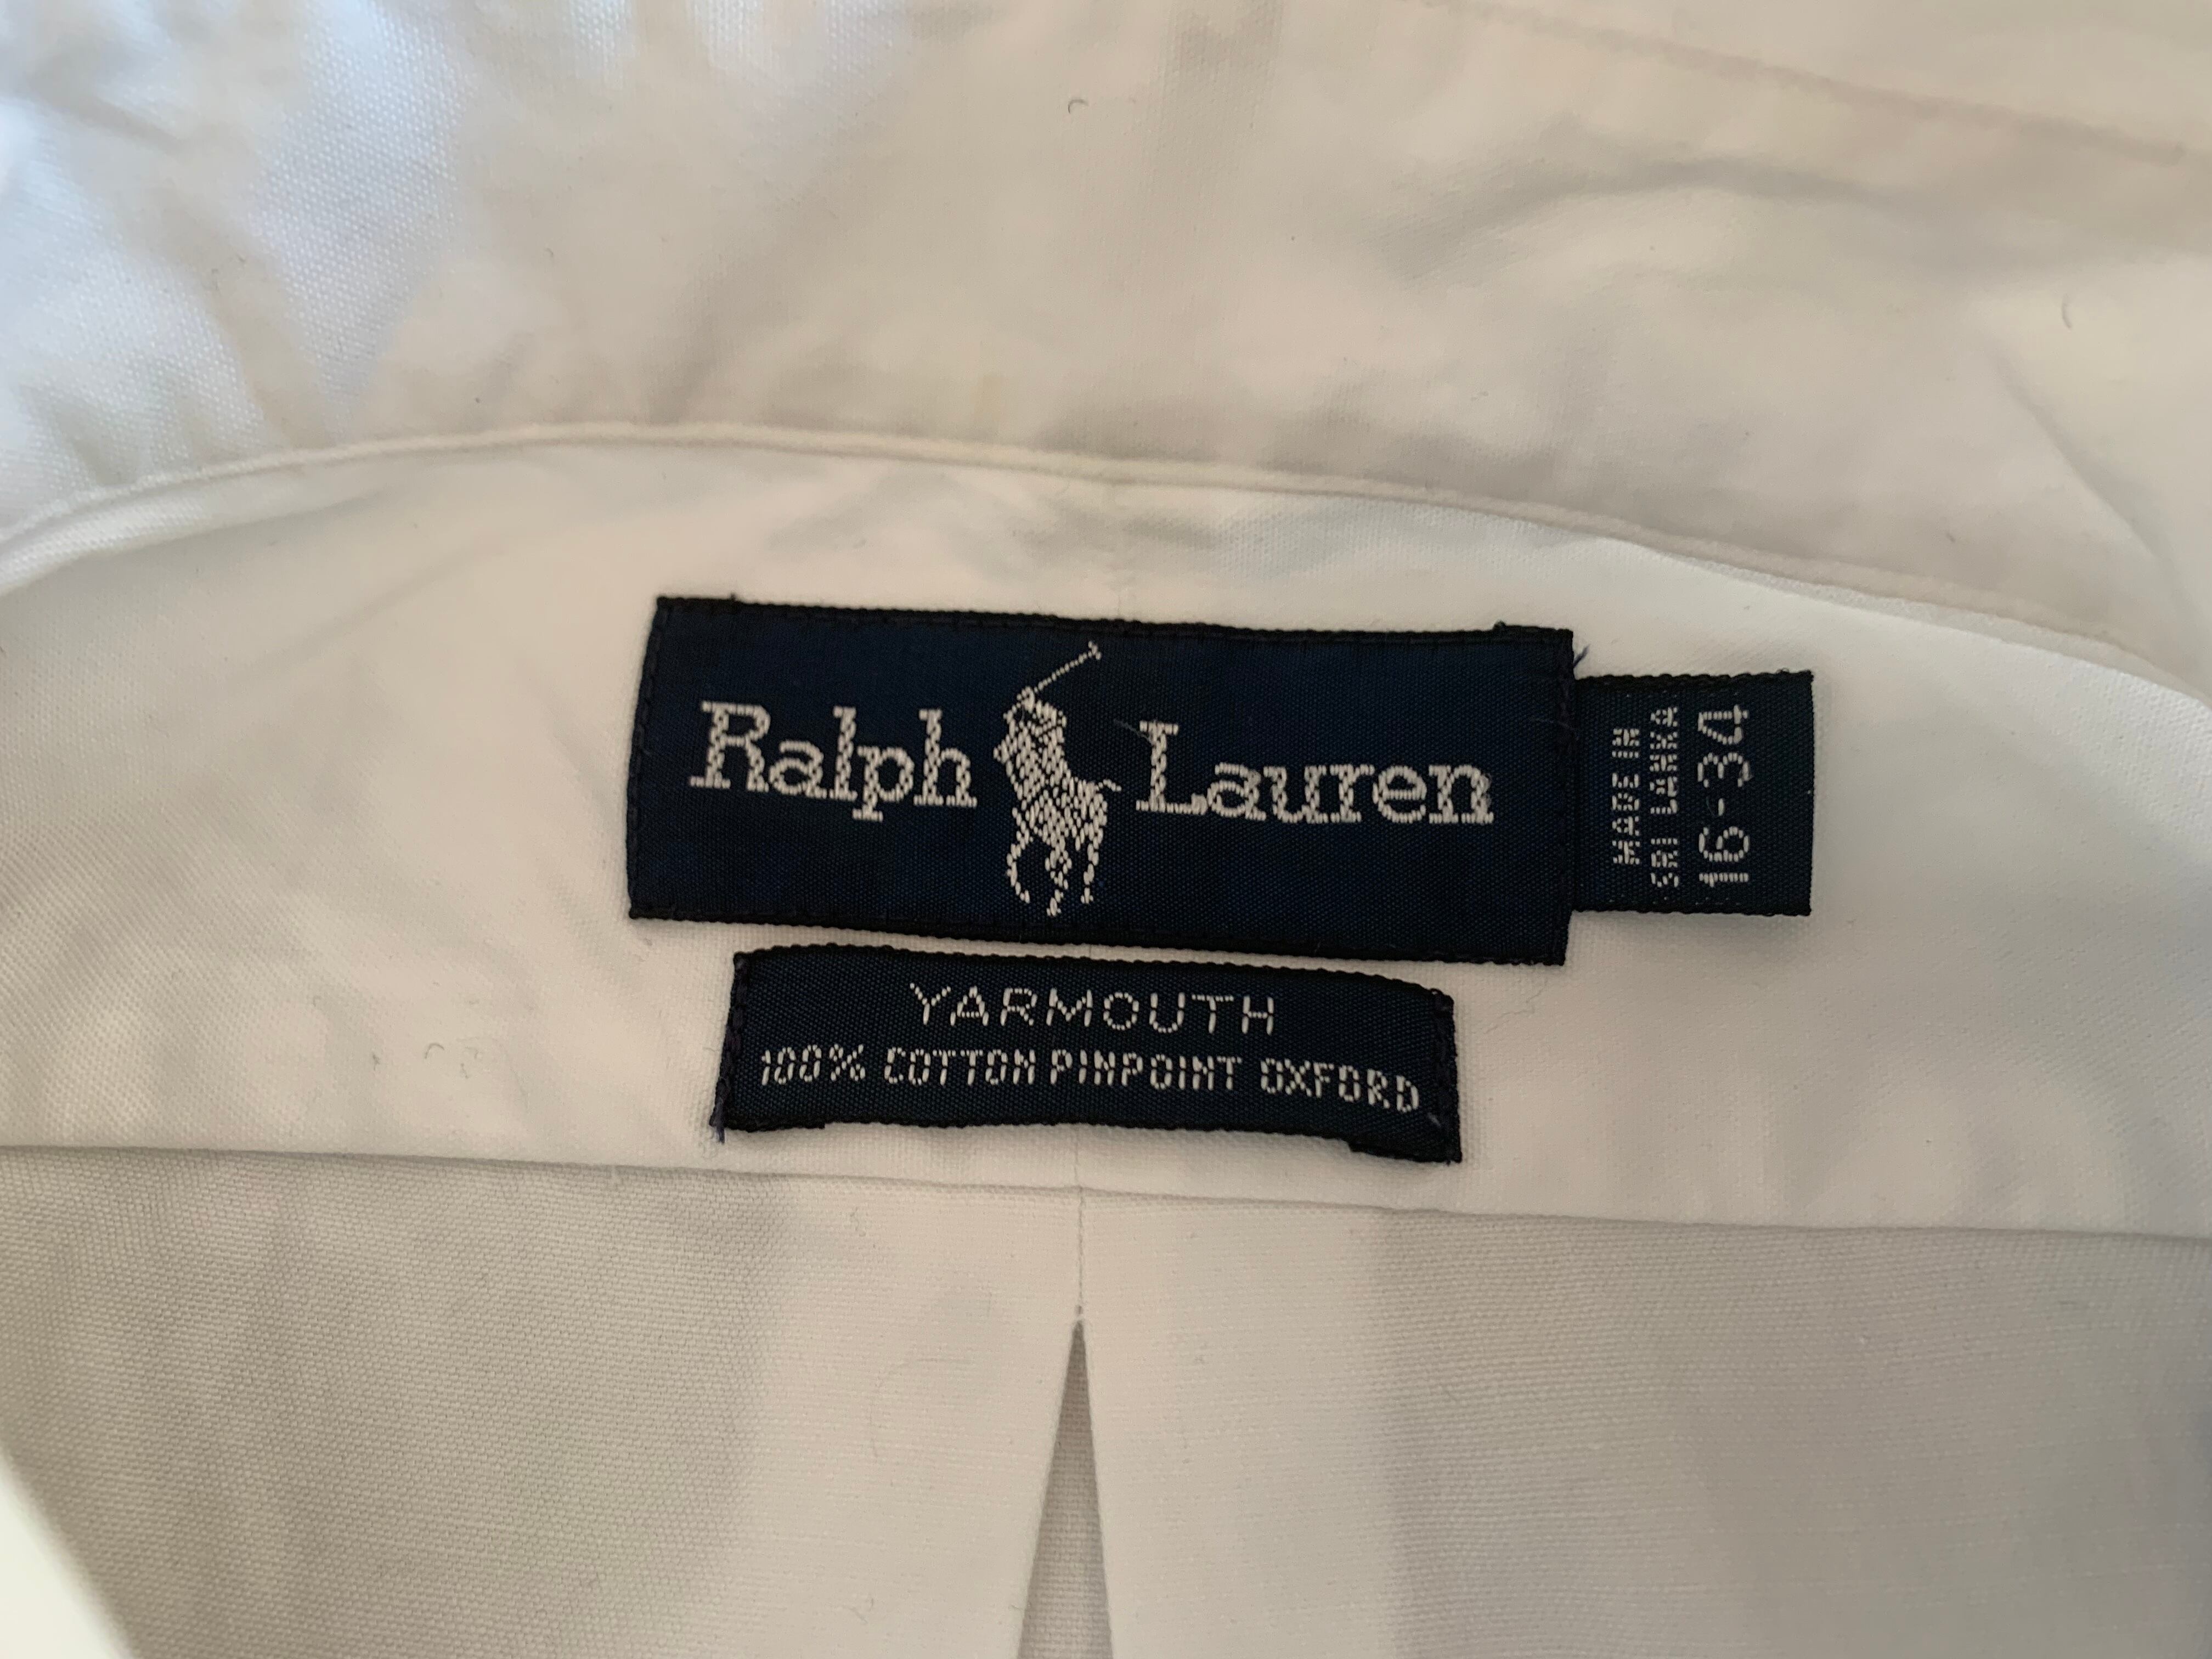 Ralph Lauren
MADE IN
SRI LANKA
16-34
YARMOUTH
100% COTTON PINPOINT OXFORD